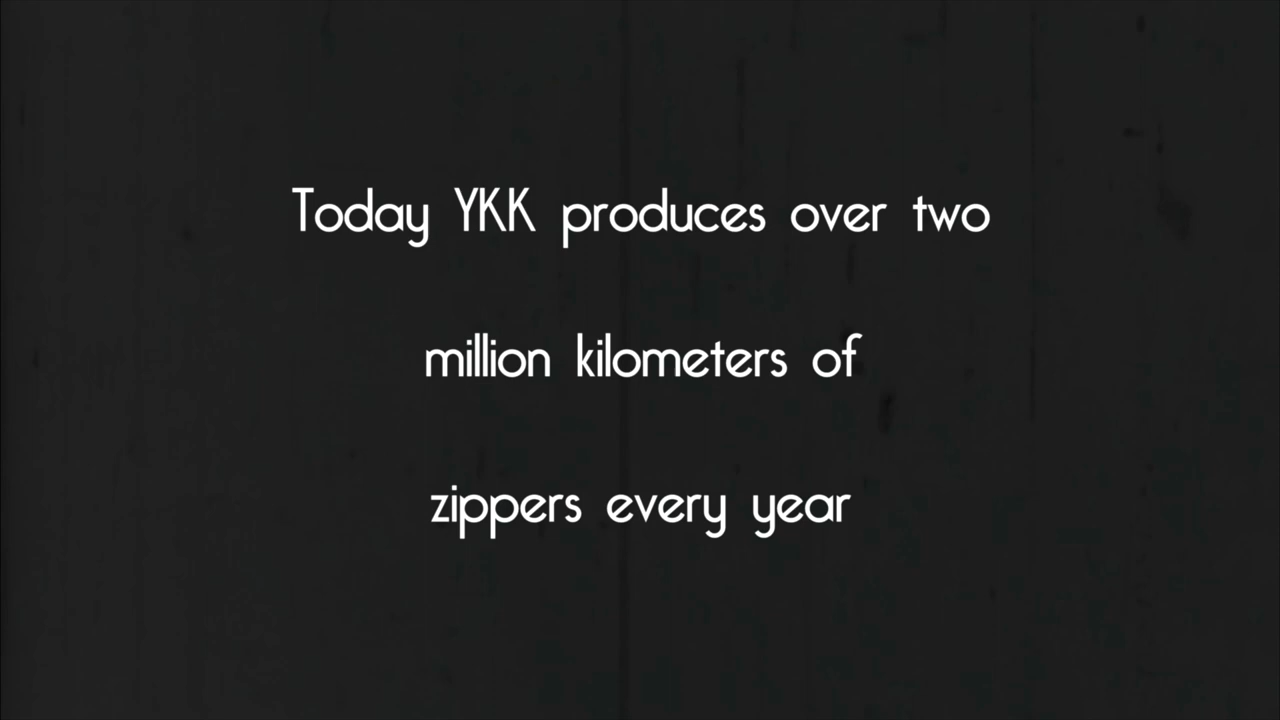 Today YKK produces over two
million kilometers of
zippers every year